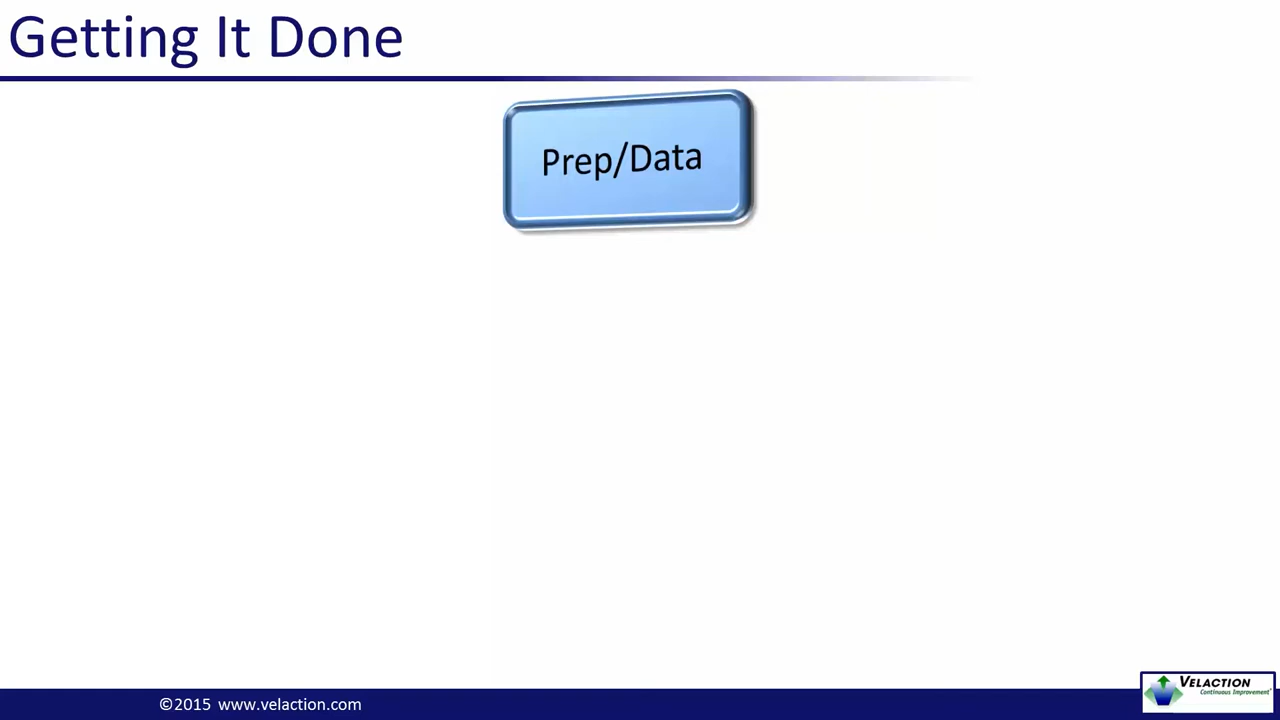 Getting It Done
Prep/Data
©2015 www.velaction.com
VELACTION
Continuous Improvement